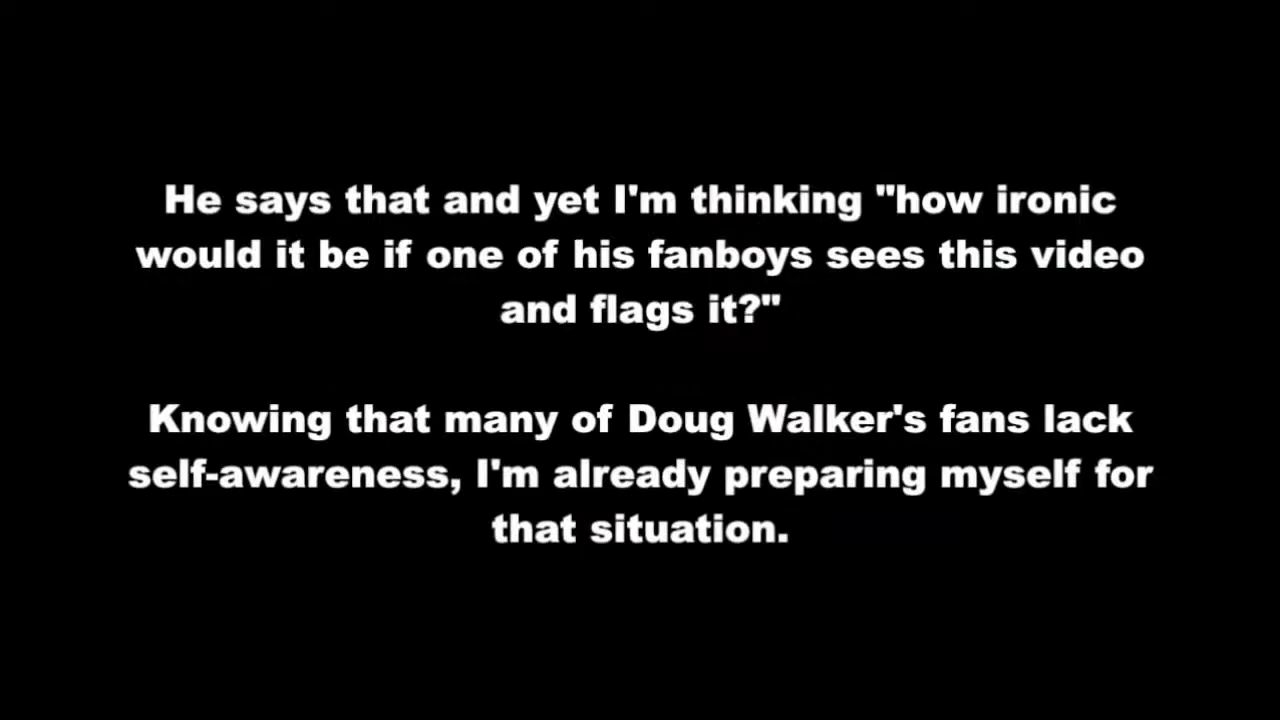 He says that and yet I'm thinking "how ironic
would it be if one of his fanboys sees this video
and flags it?"
Knowing that many of Doug Walker's fans lack
self-awareness, I'm already preparing myself for
that situation.